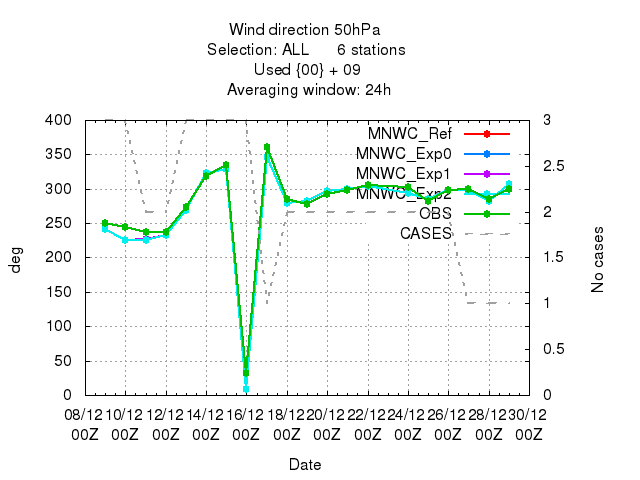 Wind direction 50hPa
Selection: ALL 6 stations
Used {00} + 09
Averaging window: 24h
400
350
300
250
200
150
100
50
0
deg
3
2.5
2
1.5
1
0.5
0
No cases
MNWC_Ref
MNWC_Exp0
MNWC_Exp1
MNWC_Exp2
OBS
CASES
08/12 10/12 12/12 14/12 16/12 18/12 20/12 22/12 24/12 26/12 28/12 30/12
00Z 00Z 00Z 00Z 00Z 00Z 00Z 00Z 00Z 00Z 00Z 00Z
Date